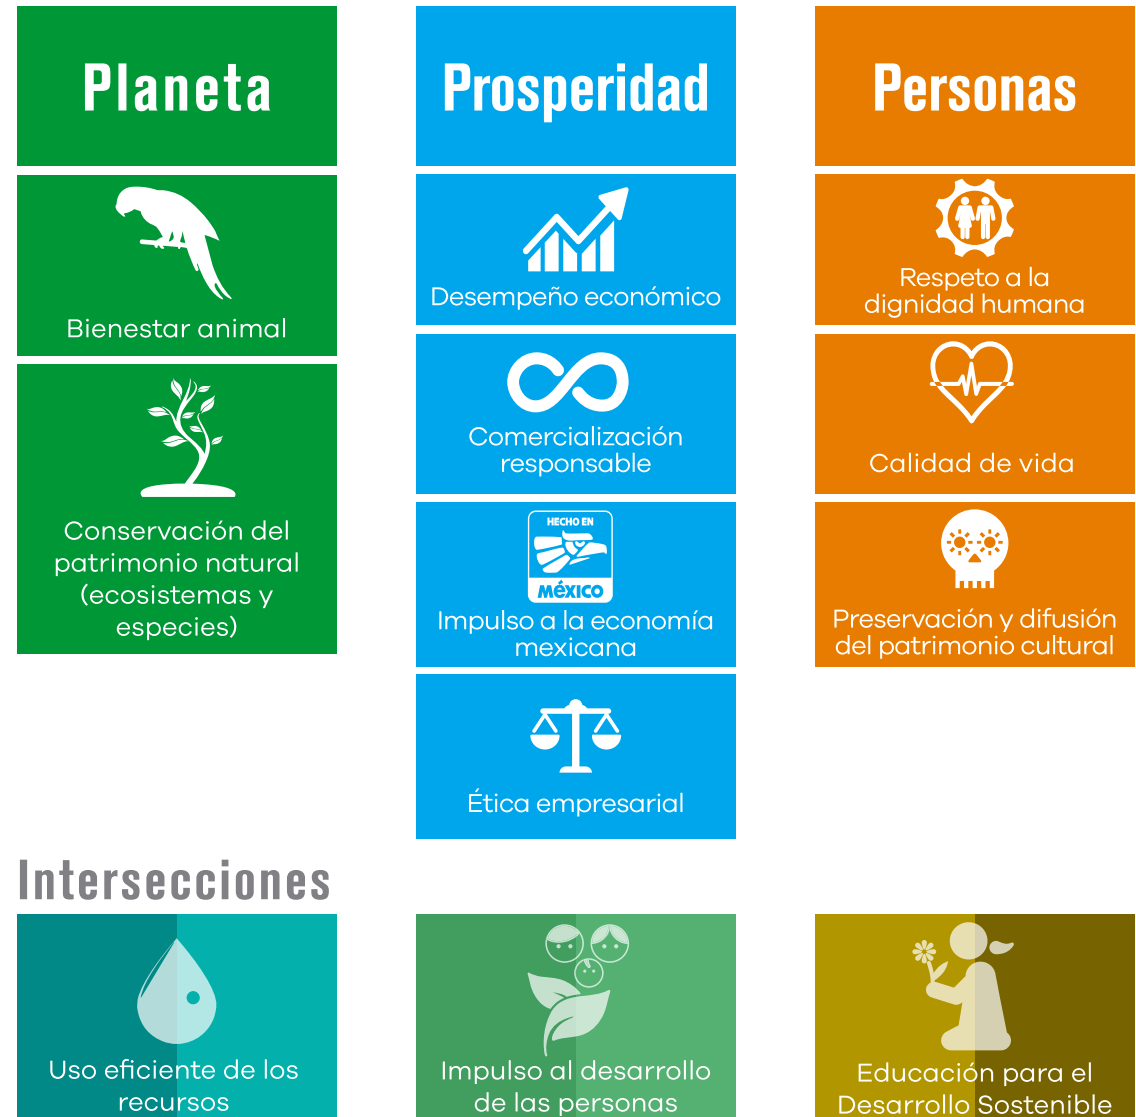 Planeta
Bienestar animal
Conservación del
patrimonio natural
(ecosistemas y
especies)
Prosperidad
Desempeño económico
Comercialización
responsable
HECHO EN
MéXICO
Impulso a la economía
mexicana
Ética empresarial
Personas
Respeto a la
dignidad humana
Calidad de vida
Preservación y difusión
del patrimonio cultural
Intersecciones
Uso eficiente de los
recursos
Impulso al desarrollo
de las personas
Educación para el
Desarrollo Sostenible